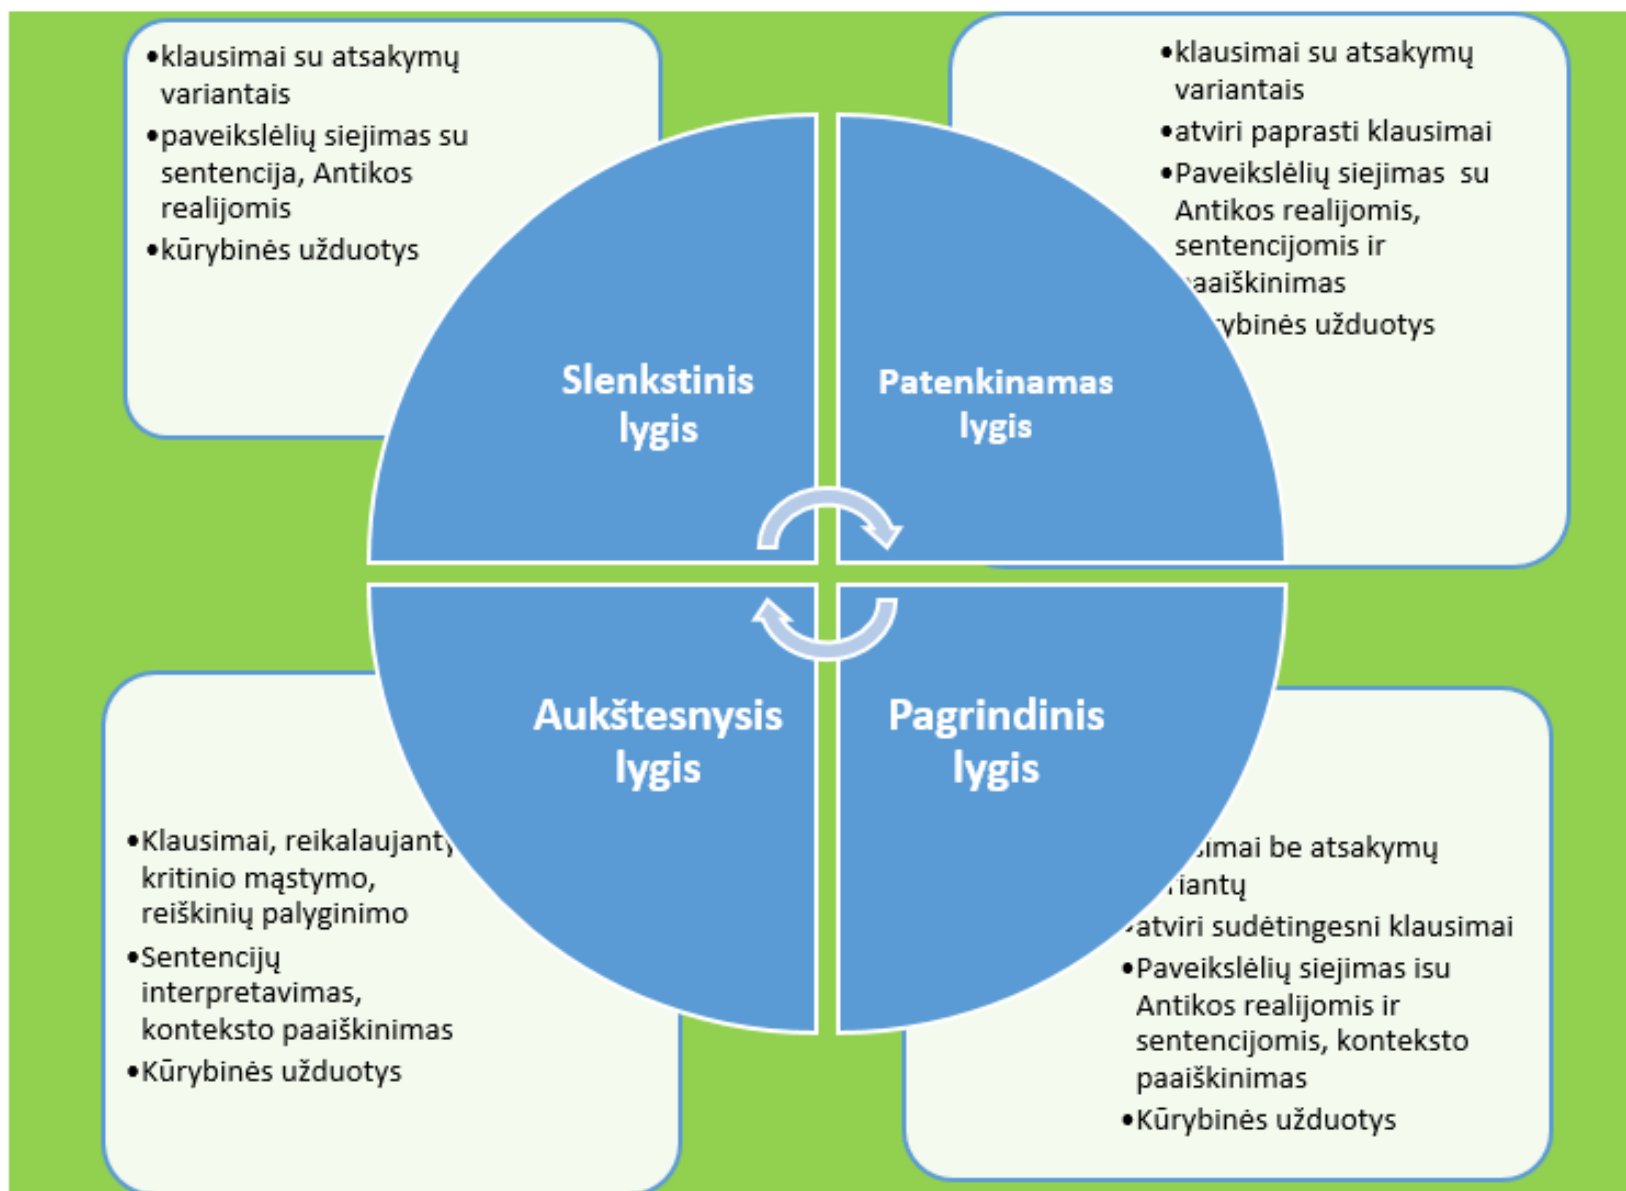 •klausimai su atsakymų
variantais
•paveikslėlių siejimas su
sentencija, Antikos
realijomis
•kūrybinės užduotys
•klausimai su atsakymų
variantais
•atviri paprasti klausimai
•Paveikslėlių siejimas su
Antikos realijomis,
sentencijomis ir
•Klausimai,
kritinio mąstymo,
reiškinių palyginimo
•Sentencijų
interpretavimas,
konteksto paaiškinimas
•Kūrybinės užduotys
be atsakymų
•atviri sudėtingesni klausimai
•Paveikslėlių siejimas isu
Antikos realijomis ir
sentencijomis, konteksto
paaiškinimas
•Kūrybinės užduotys
užduotys
Slenkstinis
lygis
Patenkinamas
lygis
Aukštesnysis
lygis
Pagrindinis
lygis